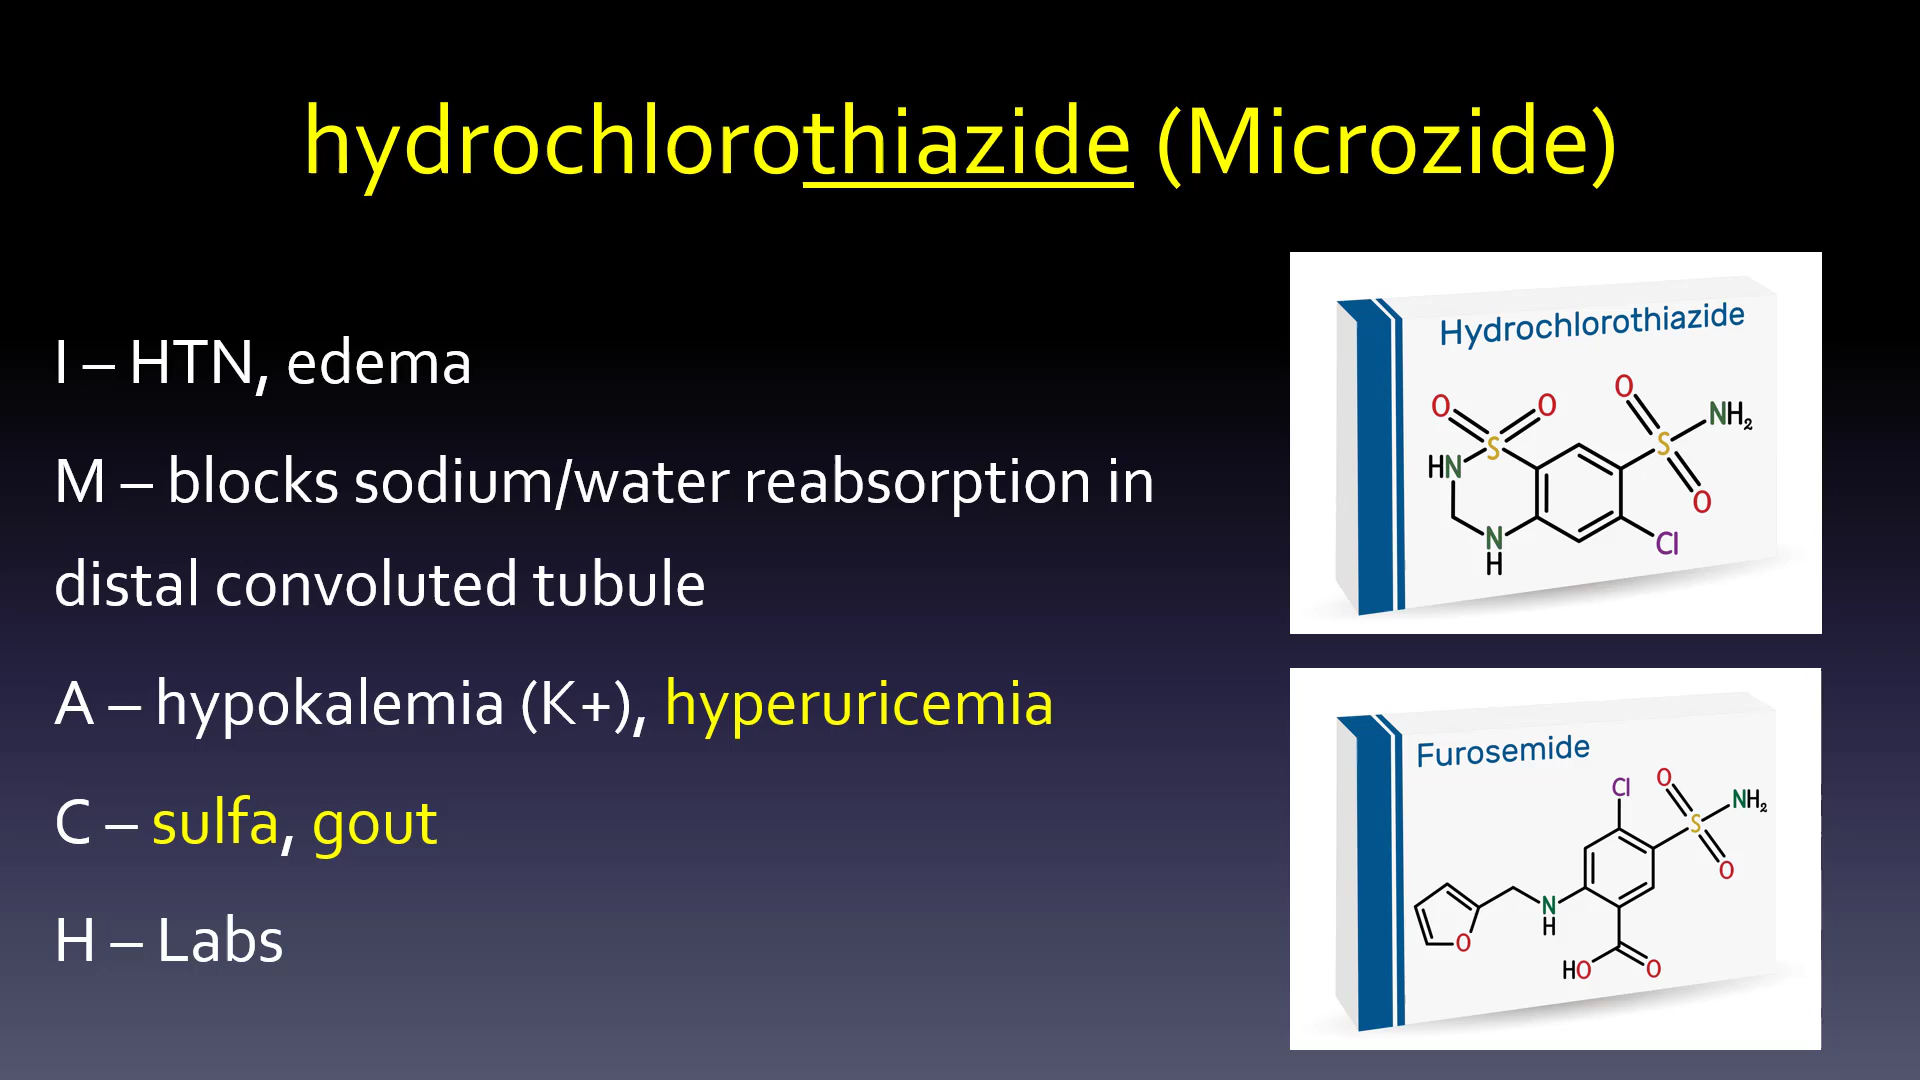 hydrochlorothiazide (Microzide)
I – HTN, edema
M – blocks sodium/water reabsorption in
distal convoluted tubule
A – hypokalemia (K+), hyperuricemia
C – sulfa, gout
H – Labs
Hydrochlorothiazide
O O O NH₂
S S
HN O
N Cl
H
Furosemide
Cl O NH₂
S
O
N
H
O
HO O